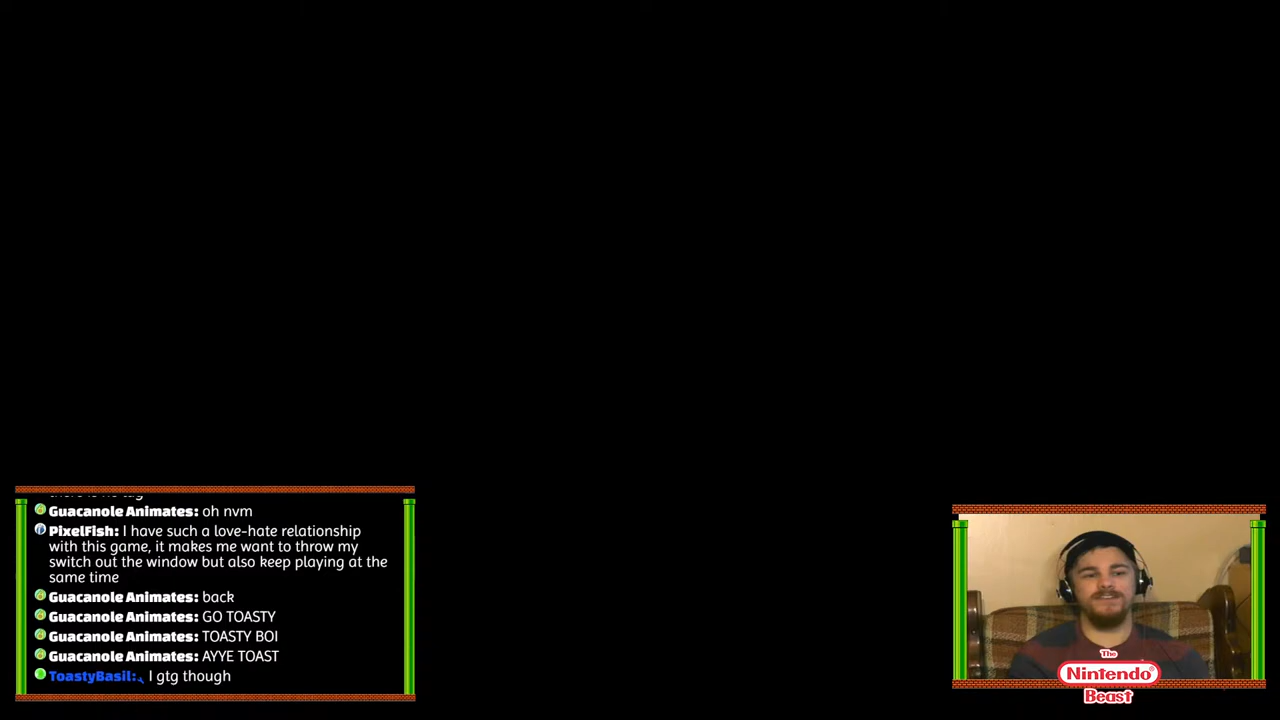 Guacanole Animates: oh nvm
PixelFish: I have such a love-hate relationship
with this game, it makes me want to throw my
switch out the window but also keep playing at the
same time
Guacanole Animates: back
Guacanole Animates: GO TOASTY
Guacanole Animates: TOASTY BOI
Guacanole Animates: AYYE TOAST
ToastyBasil: I gtg though
The
Nintendo
Beast